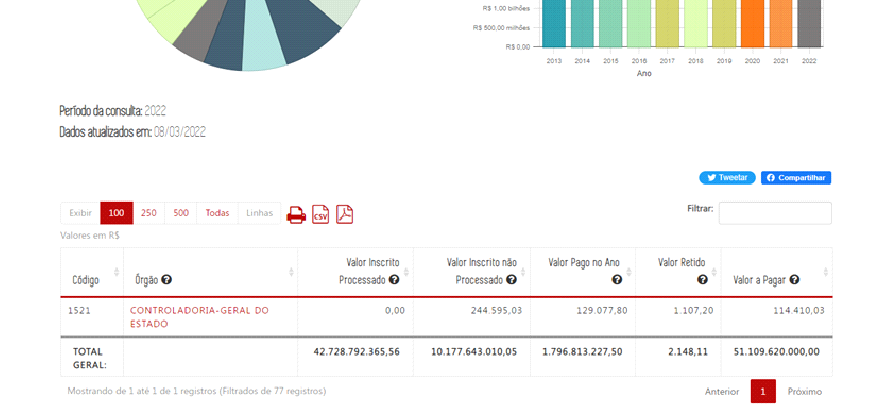 R$ 1,00 bilhões
R$ 500,00 milhões
R$ 0,00
2013 2014 2015 2016 2017 2018 2019 2020 2021 2022
Ano
Período da consulta: 2022
Dados atualizados em: 08/03/2022
Tweetar Compartilhar
Exibir 100 250 500 Todas Linhas CSV Filtrar:
Valores em R$
Código Órgão Valor Inscrito Processado Valor Inscrito não Processado Valor Pago no Ano Valor Retido Valor a Pagar
1521 CONTROLADORIA-GERAL DO ESTADO 0,00 244.595,03 129.077,80 1.107,20 114.410,03
TOTAL GERAL: 42.728.792.365,56 10.177.643.010,05 1.796.813.227,50 2.148,11 51.109.620.000,00
Mostrando de 1 até 1 de 1 registros (Filtrados de 77 registros)
Anterior 1 Próximo